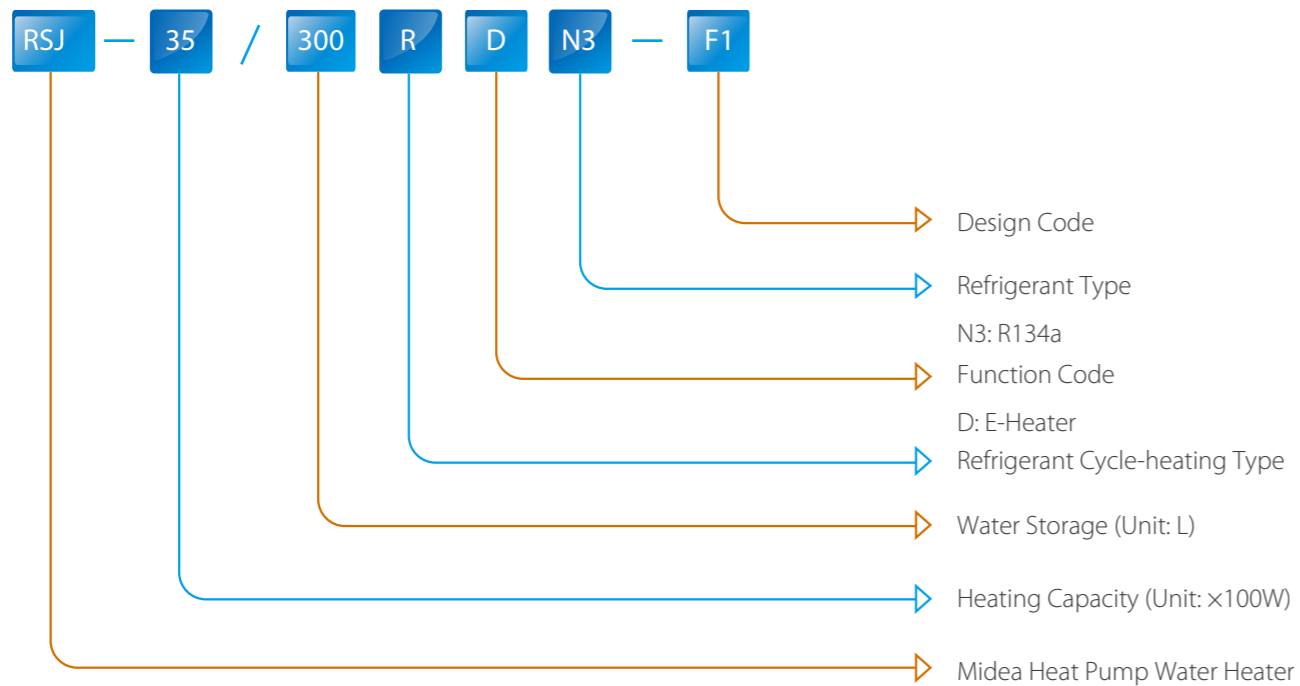 RSJ — 35 / 300 R D N3 — F1
Design Code
Refrigerant Type
N3: R134a
Function Code
D: E-Heater
Refrigerant Cycle-heating Type
Water Storage (Unit: L)
Heating Capacity (Unit: ×100W)
Midea Heat Pump Water Heater